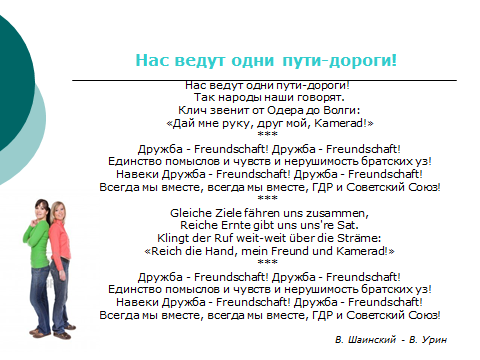 Нас ведут одни пути-дороги!
Нас ведут одни пути-дороги!
Так народы наши говорят.
Клич звенит от Одера до Волги:
«Дай мне руку, друг мой, Kamerad!»
***
Дружба - Freundschaft! Дружба - Freundschaft!
Единство помыслов и чувств и нерушимость братских уз!
Навеки Дружба - Freundschaft! Дружба - Freundschaft!
Всегда мы вместе, всегда мы вместе, ГДР и Советский Союз!
***
Gleiche Ziele fähren uns zusammen,
Reiche Ernte gibt uns uns're Sat.
Klingt der Ruf weit-weit über die Sträme:
«Reich die Hand, mein Freund und Kamerad!»
***
Дружба - Freundschaft! Дружба - Freundschaft!
Единство помыслов и чувств и нерушимость братских уз!
Навеки Дружба - Freundschaft! Дружба - Freundschaft!
Всегда мы вместе, всегда мы вместе, ГДР и Советский Союз!
В. Шаинский - В. Урин